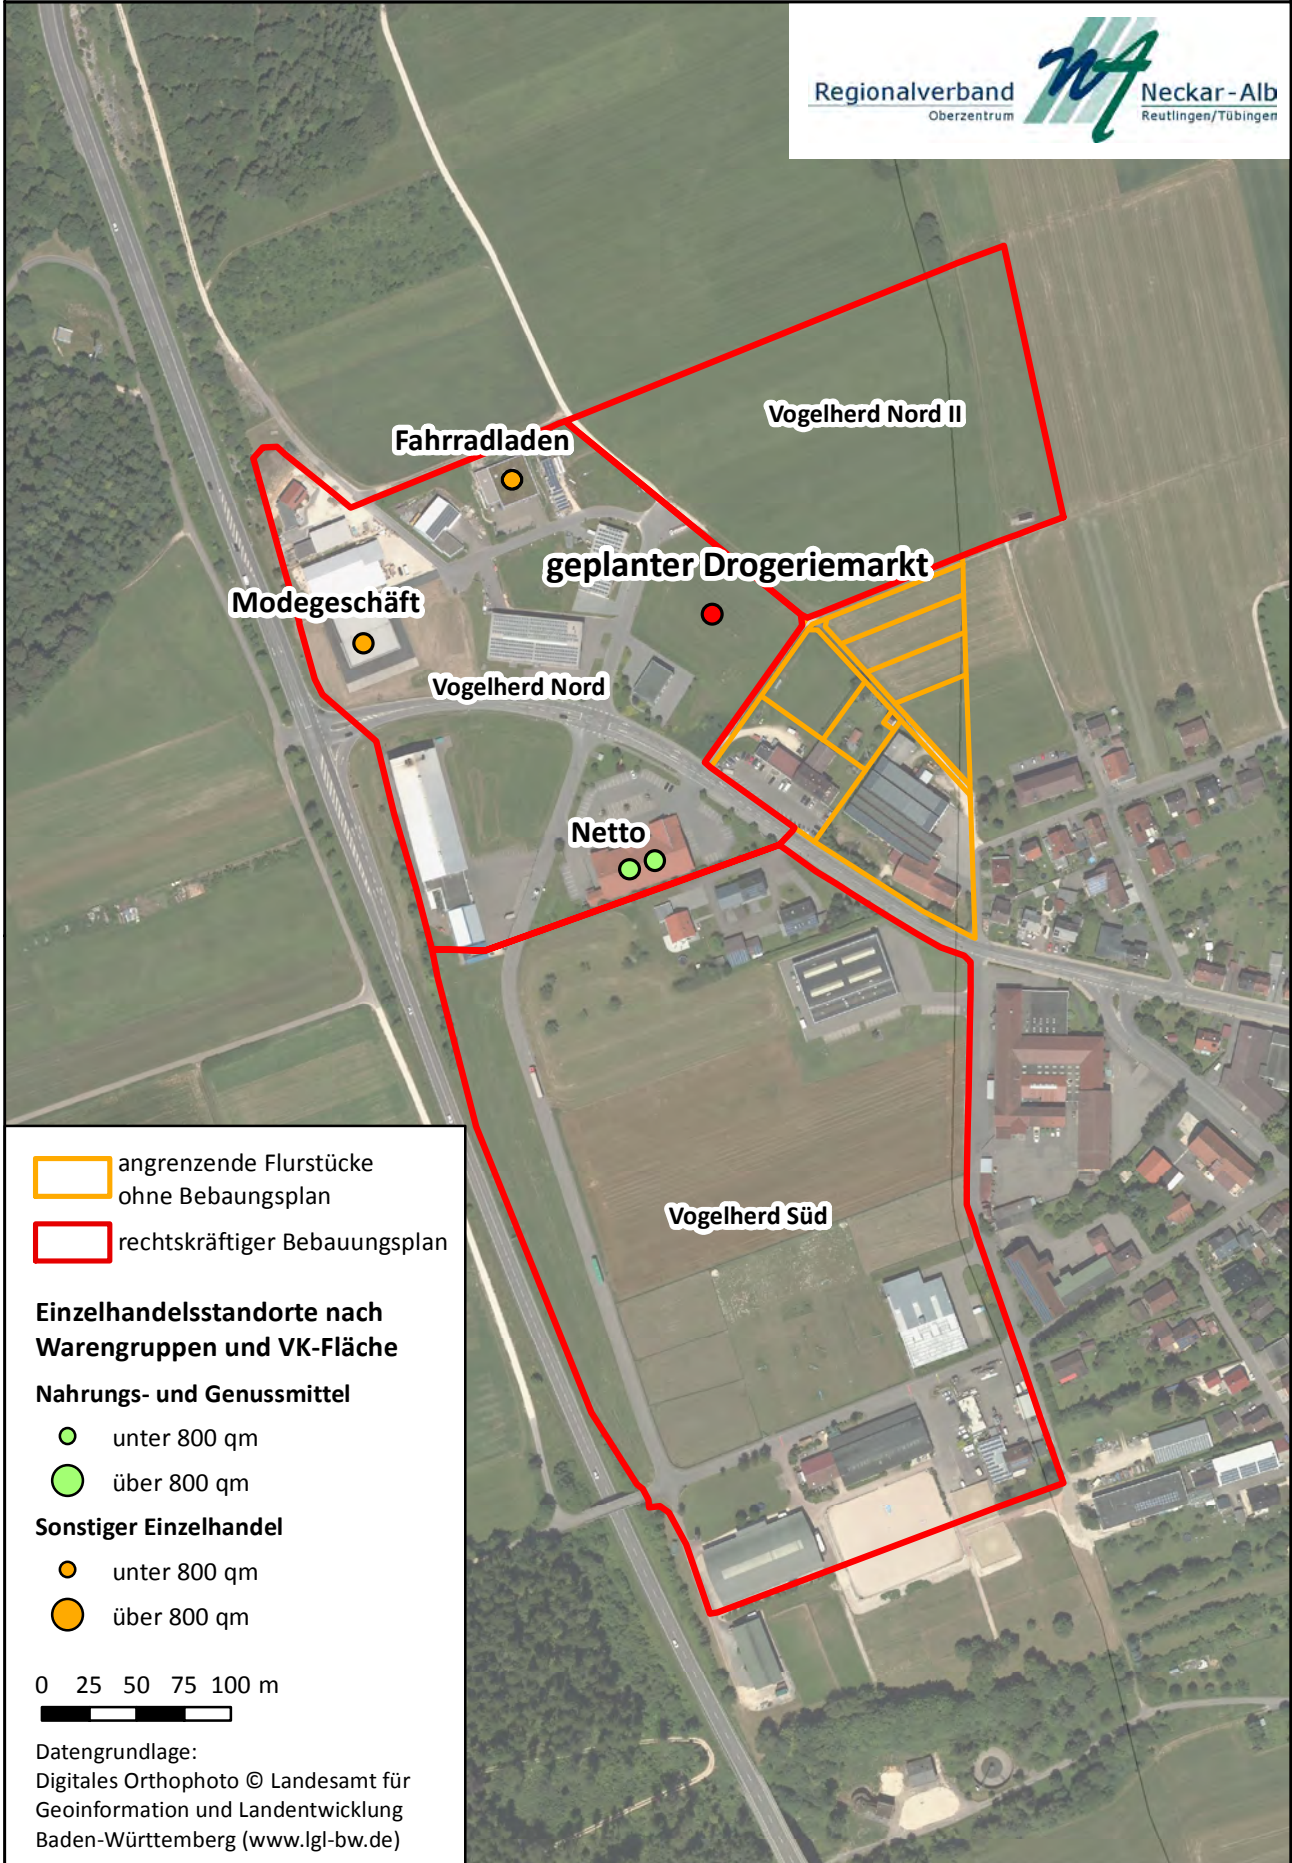 Regionalverband
Oberzentrum
Neckar-Alb
Reutlingen/Tübingen
Vogelherd Nord II
Fahrradladen
geplanter Drogeriemarkt
Modegeschäft
Vogelherd Nord
Netto
Vogelherd Süd
angrenzende Flurstücke
ohne Bebaungsplan
rechtskräftiger Bebauungsplan
Einzelhandelsstandorte nach
Warengruppen und VK-Fläche
Nahrungs- und Genussmittel
unter 800 qm
über 800 qm
Sonstiger Einzelhandel
unter 800 qm
über 800 qm
0 25 50 75 100 m
Datengrundlage:
Digitales Orthophoto © Landesamt für
Geoinformation und Landentwicklung
Baden-Württemberg (www.lgl-bw.de)